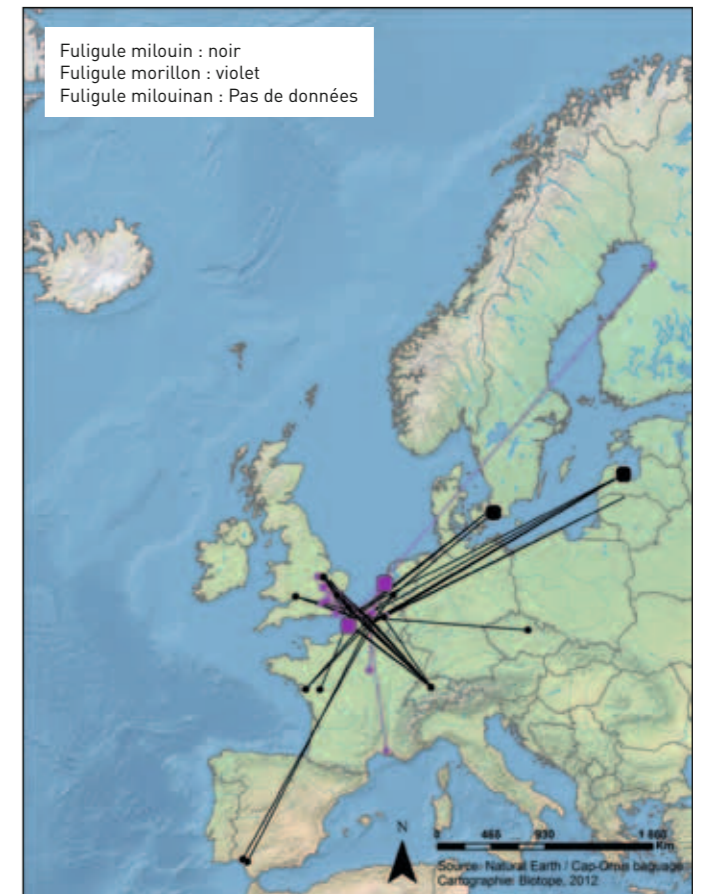 Fuligule milouin : noir
Fuligule morillon : violet
Fuligule milouinan : Pas de données
N
0 465 930 1 860
Km
Source: Natural Earth / Cap-Ornis baguage
Cartographie: Biotope, 2012